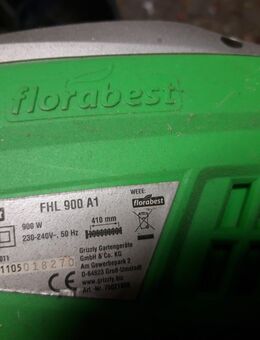 florabest
FHL 900 A1
WEEE:
florabest
900 W
410 mm
230-240V~, 50 Hz
Grizzly Gartengeräte
GmbH & Co. KG
Am Gewerbepark 2
D-64823 Groß-Umstadt
www.grizzly.biz
1105018270
CE